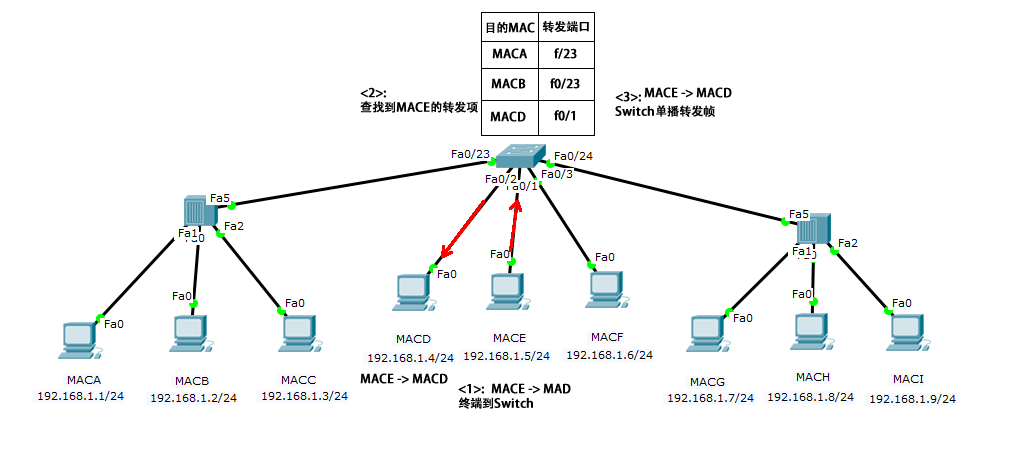 目的MAC 转发端口
MACA f/23
MACB f0/23
MACD f0/1
<2>:
查找到MACE的转发项
<3>: MACE -> MACD
Switch单播转发帧
Fa0/23
Fa0/24
Fa0/2
Fa0/3
Fa0/1
Fa5
Fa1
Fa2
Fa5
Fa1
Fa2
Fa0
Fa0
Fa0
Fa0
Fa0
Fa0
Fa0
Fa0
Fa0
MACD
192.168.1.4/24
MACE
192.168.1.5/24
MACF
192.168.1.6/24
MACA
192.168.1.1/24
MACB
192.168.1.2/24
MACC
192.168.1.3/24
MACE -> MACD
<1>: MACE -> MAD
终端到Switch
MACG
192.168.1.7/24
MACH
192.168.1.8/24
MACI
192.168.1.9/24